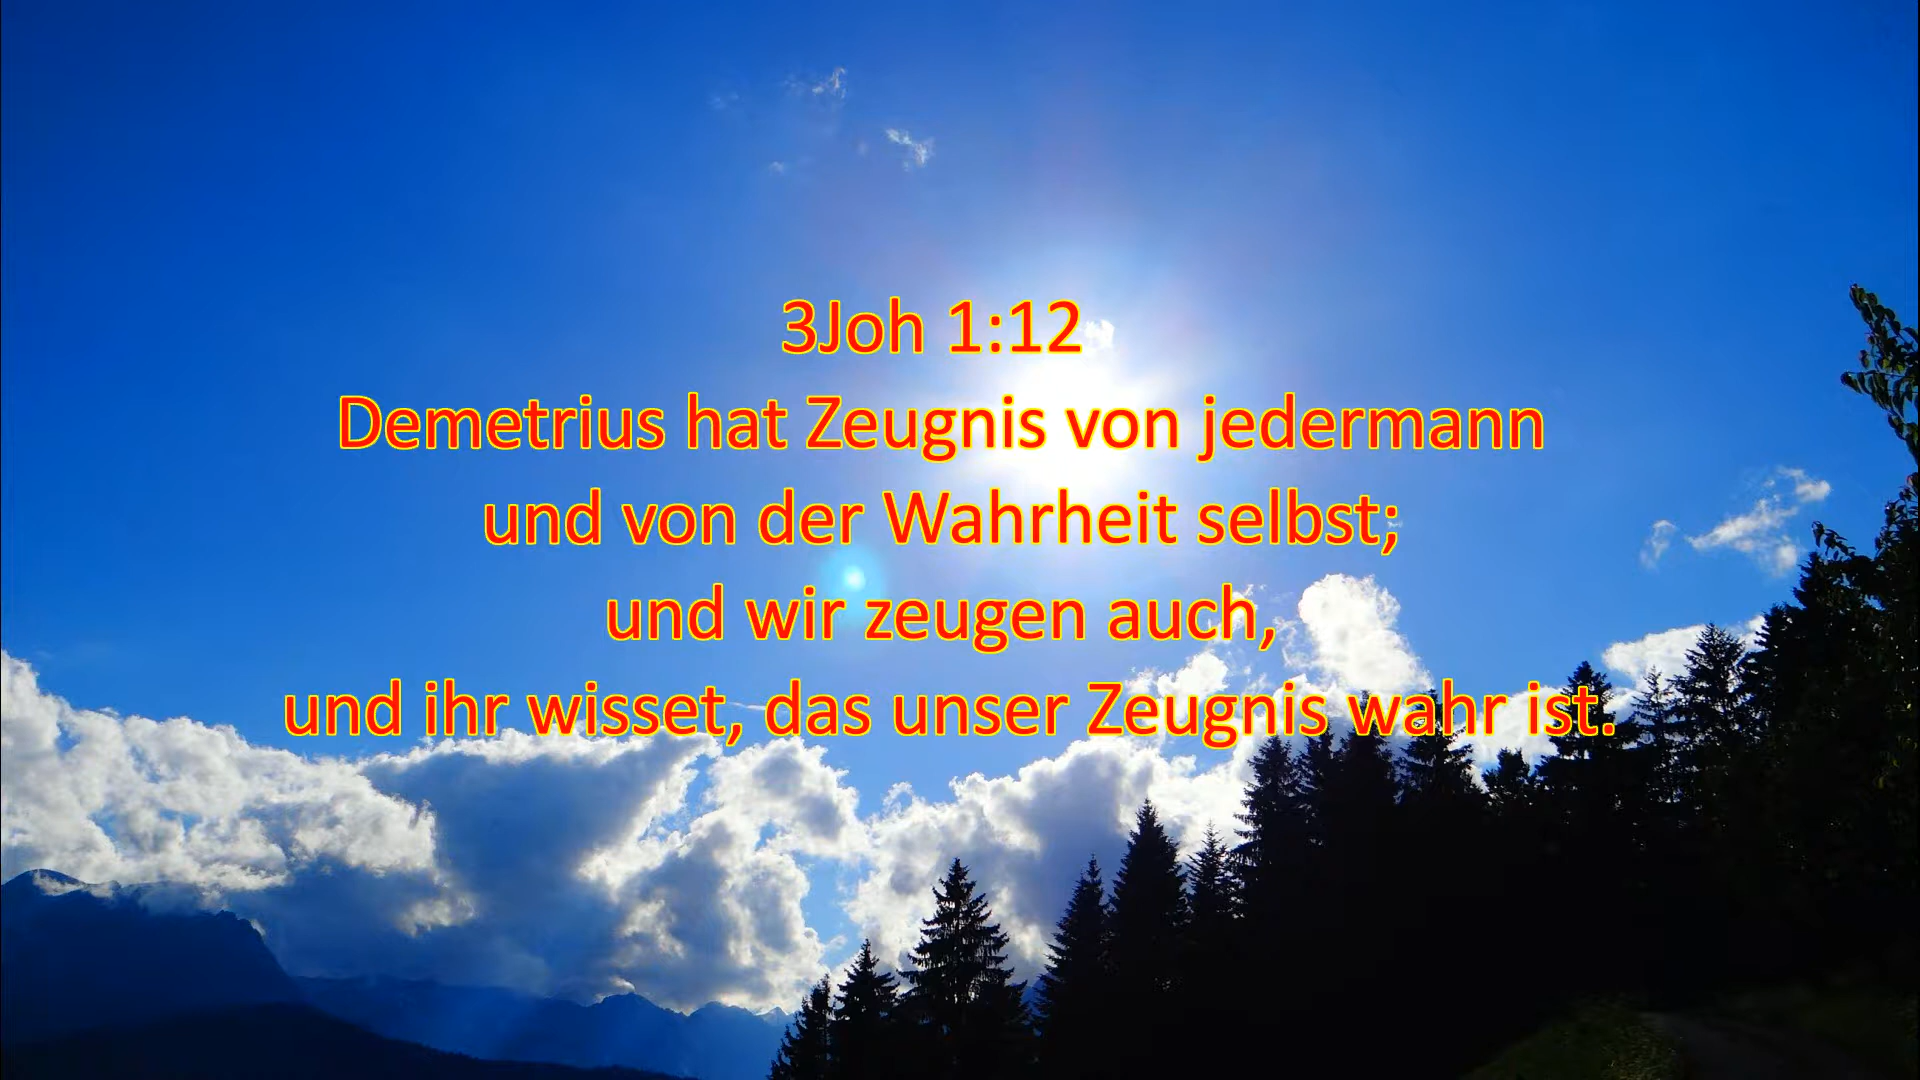 3Joh 1:12
Demetrius hat Zeugnis von jedermann
und von der Wahrheit selbst;
und wir zeugen auch,
und ihr wisset, das unser Zeugnis wahr ist.